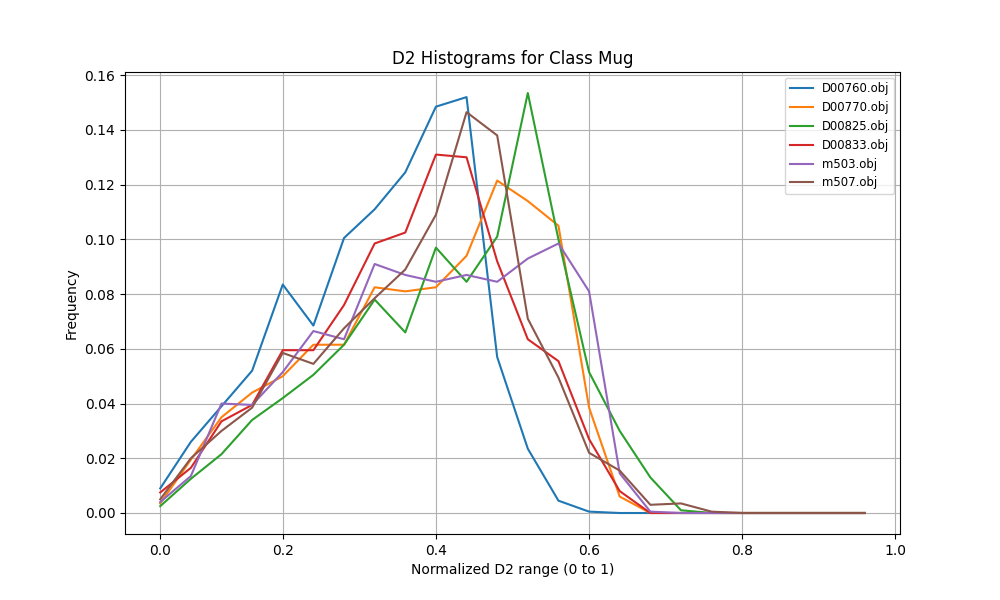 D2 Histograms for Class Mug
0.16
0.14
0.12
0.10
0.08
0.06
0.04
0.02
0.00
Frequency
D00760.obj
D00770.obj
D00825.obj
D00833.obj
m503.obj
m507.obj
0.0 0.2 0.4 0.6 0.8 1.0
Normalized D2 range (0 to 1)